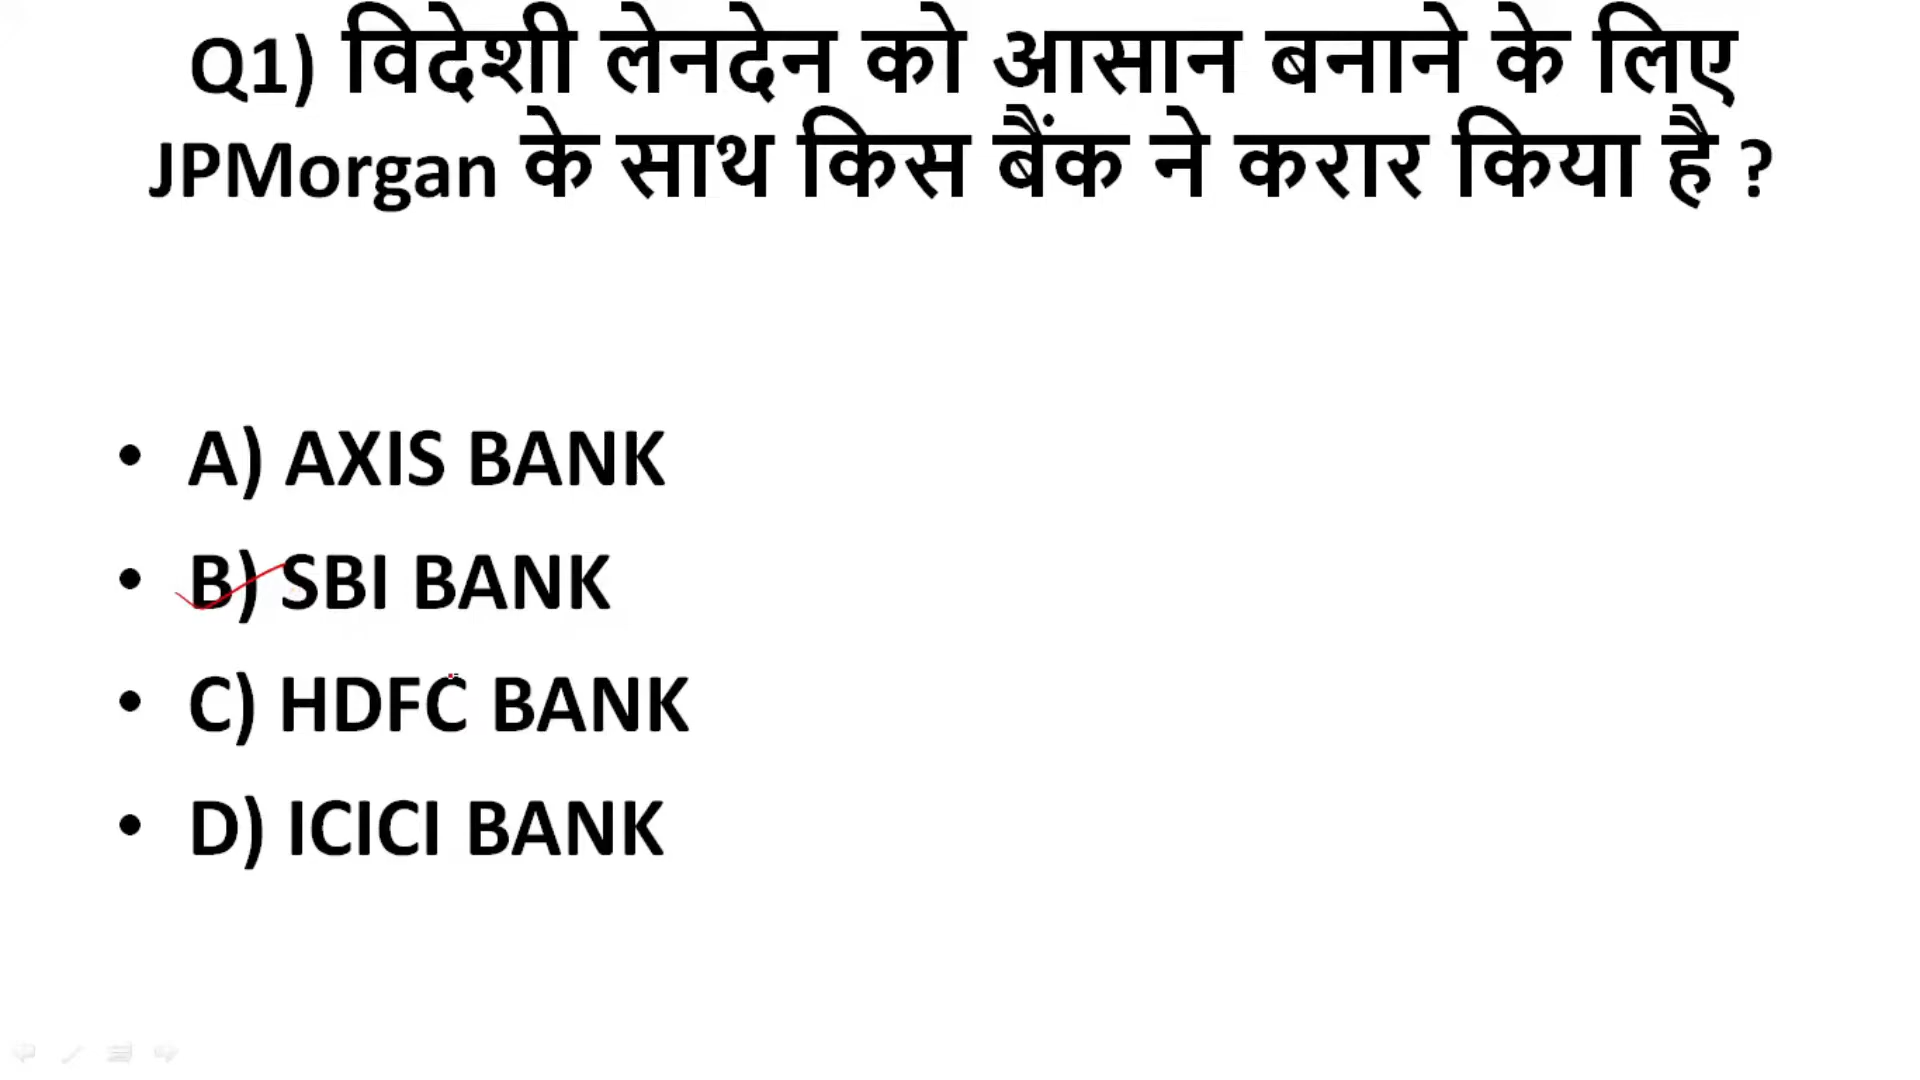 Q1) विदेशी लेनदेन को आसान बनाने के लिए
JPMorgan के साथ किस बैंक ने करार किया है ?
• A) AXIS BANK
• B) SBI BANK
• C) HDFC BANK
• D) ICICI BANK